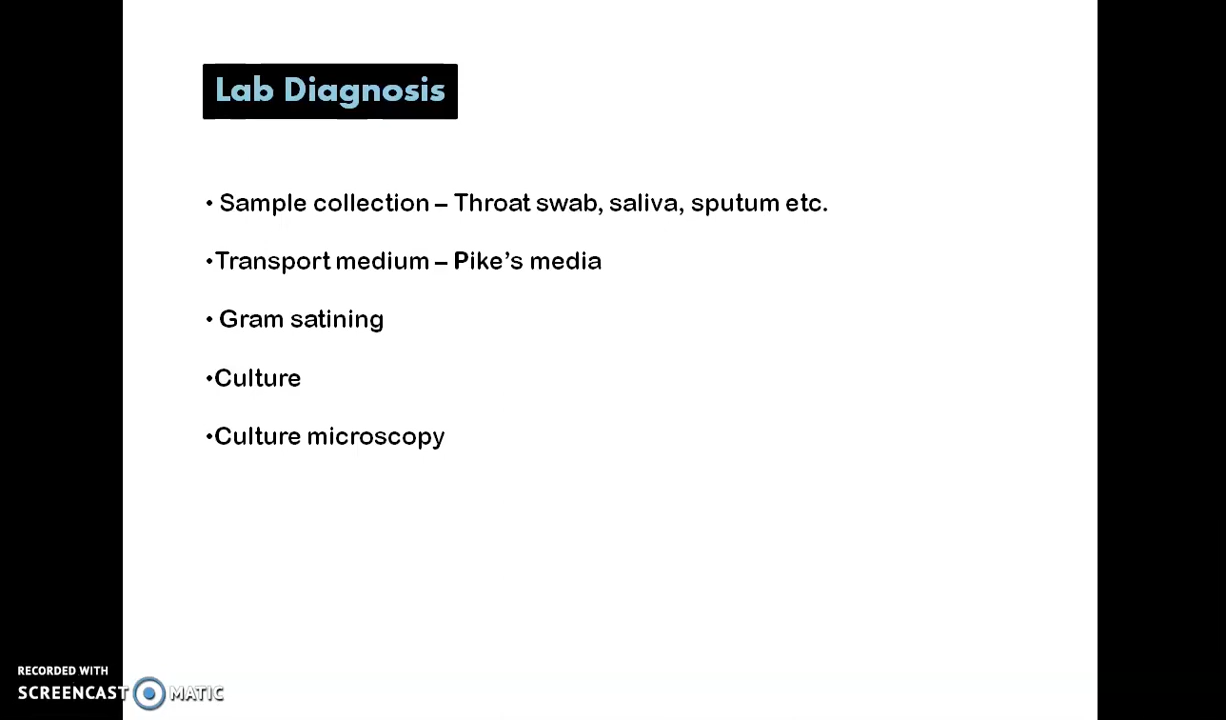 Lab Diagnosis
• Sample collection – Throat swab, saliva, sputum etc.
•Transport medium – Pike’s media
• Gram satining
•Culture
•Culture microscopy
RECORDED WITH
SCREENCAST MATIC